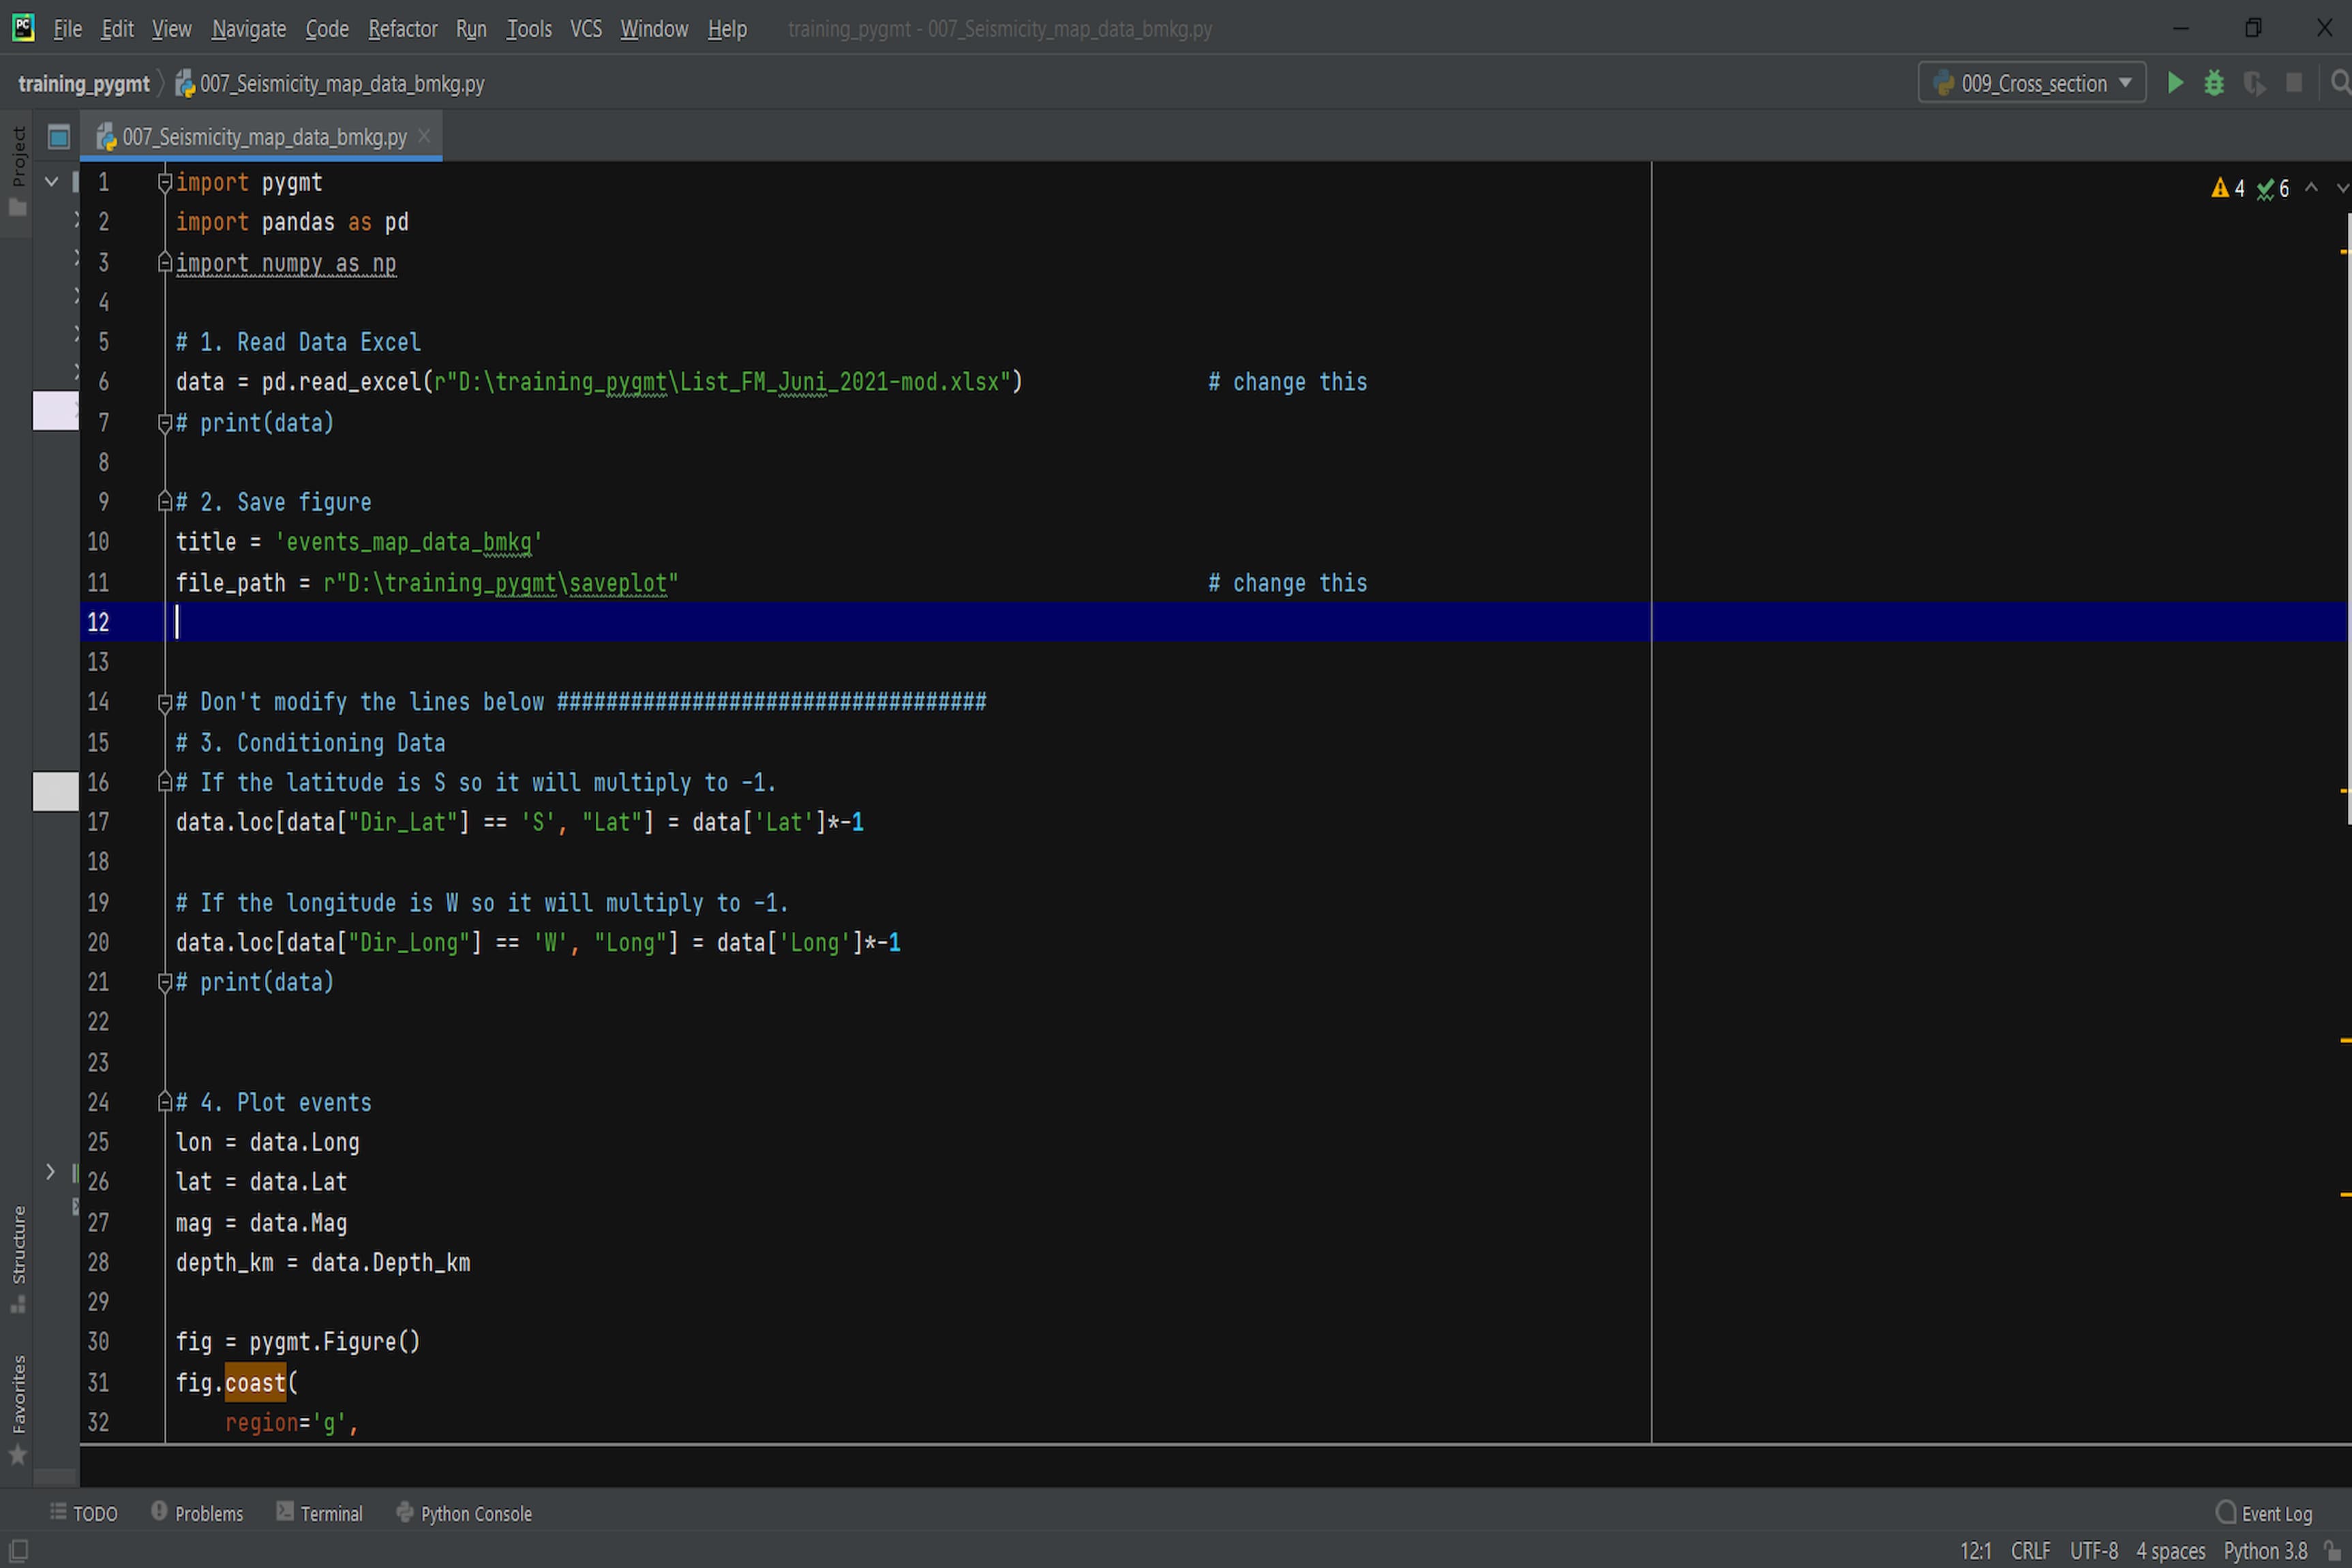 PC File Edit View Navigate Code Refactor Run Tools VCS Window Help training_pygmt - 007_Seismicity_map_data_bmkg.py
training_pygmt 007_Seismicity_map_data_bmkg.py 009_Cross_section
Project
007_Seismicity_map_data_bmkg.py
4 6
1 import pygmt
2 import pandas as pd
3 import numpy as np
4
5 # 1. Read Data Excel
6 data = pd.read_excel(r"D:\training_pygmt\List_FM_Juni_2021-mod.xlsx") # change this
7 # print(data)
8
9 # 2. Save figure
10 title = 'events_map_data_bmkg'
11 file_path = r"D:\training_pygmt\saveplot" # change this
12
13
14 # Don't modify the lines below ###################################
15 # 3. Conditioning Data
16 # If the latitude is S so it will multiply to -1.
17 data.loc[data["Dir_Lat"] == 'S', "Lat"] = data['Lat']*-1
18
19 # If the longitude is W so it will multiply to -1.
20 data.loc[data["Dir_Long"] == 'W', "Long"] = data['Long']*-1
21 # print(data)
22
23
24 # 4. Plot events
25 lon = data.Long
26 lat = data.Lat
27 mag = data.Mag
28 depth_km = data.Depth_km
29
30 fig = pygmt.Figure()
31 fig.coast(
32 region='g',
Structure
Favorites
TODO Problems Terminal Python Console Event Log
12:1 CRLF UTF-8 4 spaces Python 3.8